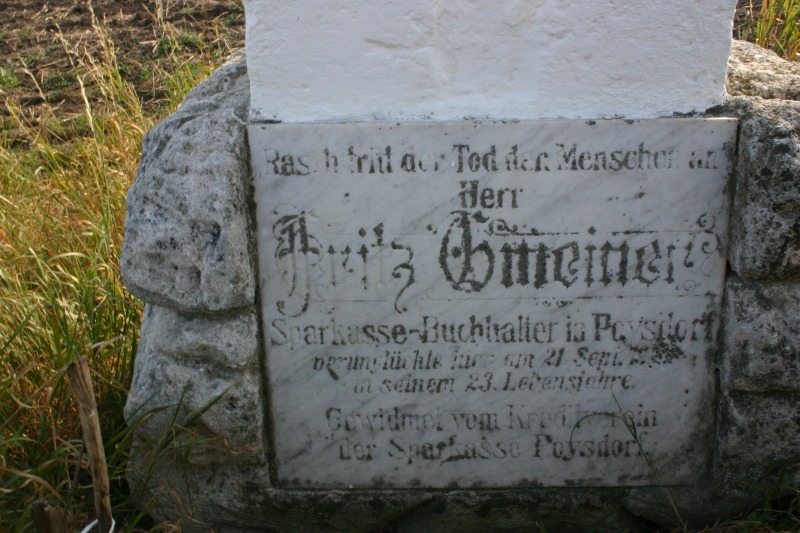 Rasch tritt der Tod den Menschen an
Herr
Fritz Gmeiner
Sparkasse-Buchhalter in Poysdorf
verunglückte hier am 21 Sept.
in seinem 23. Lebensjahre.
Gewidmet vom Kreditverein
der Sparkasse Poysdorf